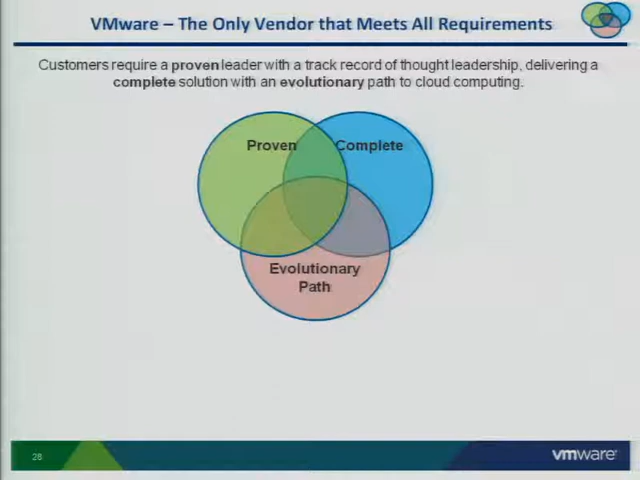 VMware – The Only Vendor that Meets All Requirements
Customers require a proven leader with a track record of thought leadership, delivering a
complete solution with an evolutionary path to cloud computing.
Proven
Complete
Evolutionary
Path
28
vmware